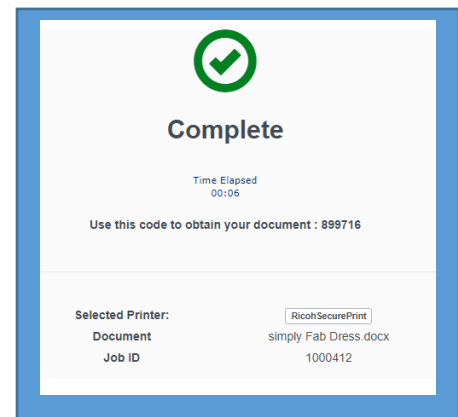 Complete
Time Elapsed
00:06
Use this code to obtain your document : 899716
Selected Printer: RicohSecurePrint
Document simply Fab Dress.docx
Job ID 1000412